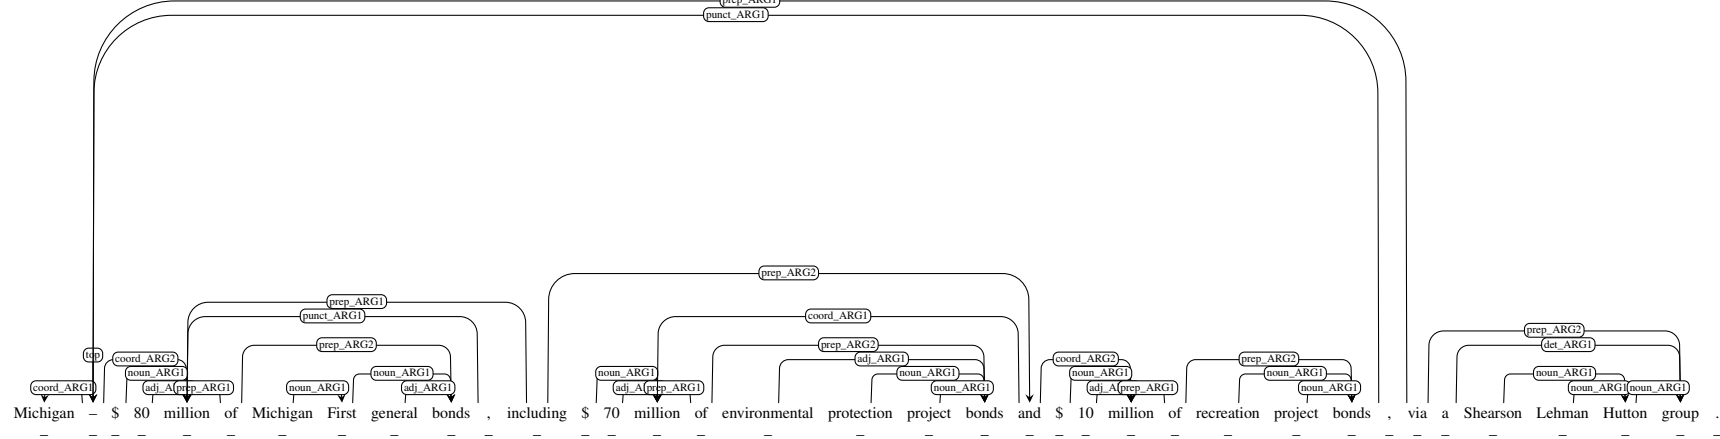 prep_ARG1
punct_ARG1
prep_ARG2
prep_ARG1
punct_ARG1 coord_ARG1
prep_ARG2 det_ARG1
prep_ARG2 prep_ARG2
top coord_ARG2 adj_ARG1 coord_ARG2 prep_ARG2
noun_ARG1 noun_ARG1 noun_ARG1 noun_ARG1 noun_ARG1 noun_ARG1 noun_ARG1
coord_ARG1 adj_A prep_ARG1 noun_ARG1 adj_ARG1 adj_A prep_ARG1 noun_ARG1 adj_A prep_ARG1 noun_ARG1 noun_ARG1 noun_ARG1
Michigan – $ 80 million of Michigan First general bonds , including $ 70 million of environmental protection project bonds and $ 10 million of recreation project bonds , via a Shearson Lehman Hutton group .
_ _ _ _ _ _ _ _ _ _ _ _ _ _ _ _ _ _ _ _ _ _ _ _ _ _ _ _ _ _ _ _ _ _ _ _ _